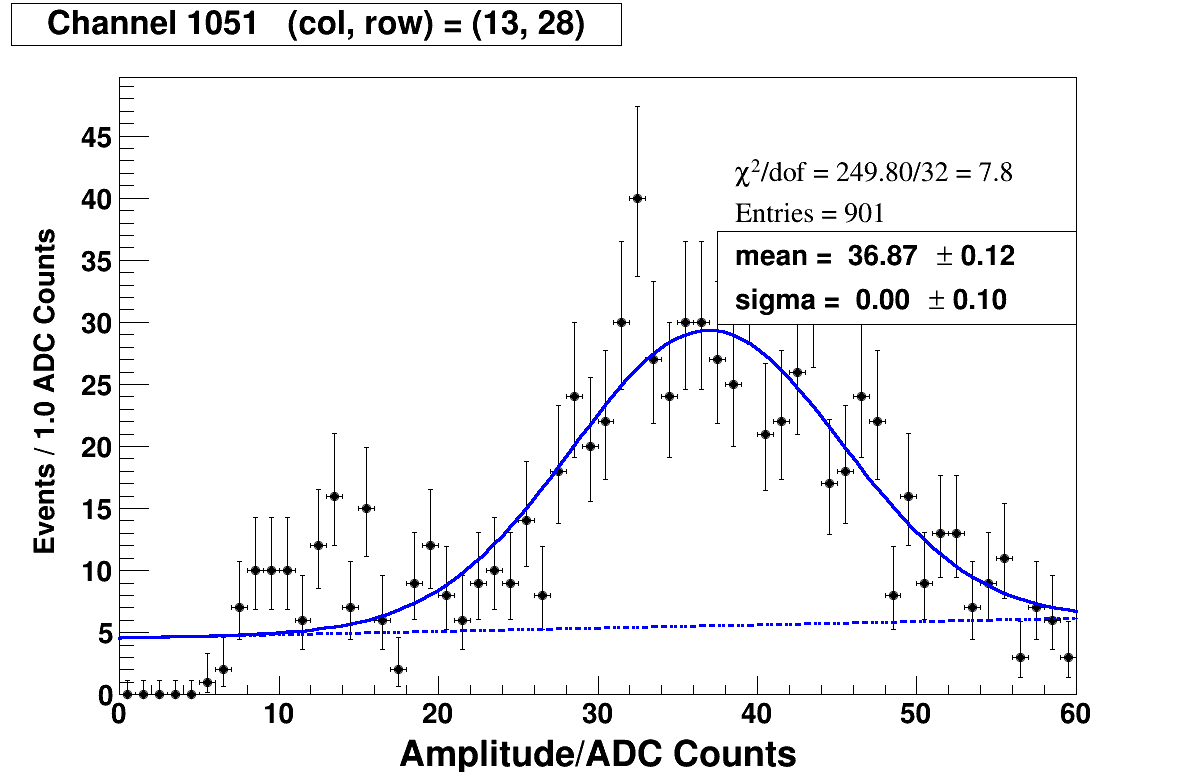 Channel 1051 (col, row) = (13, 28)
χ²/dof = 249.80/32 = 7.8
Entries = 901
mean = 36.87 ± 0.12
sigma = 0.00 ± 0.10
Events / 1.0 ADC Counts
45
40
35
30
25
20
15
10
5
0
0 10 20 30 40 50 60
Amplitude/ADC Counts